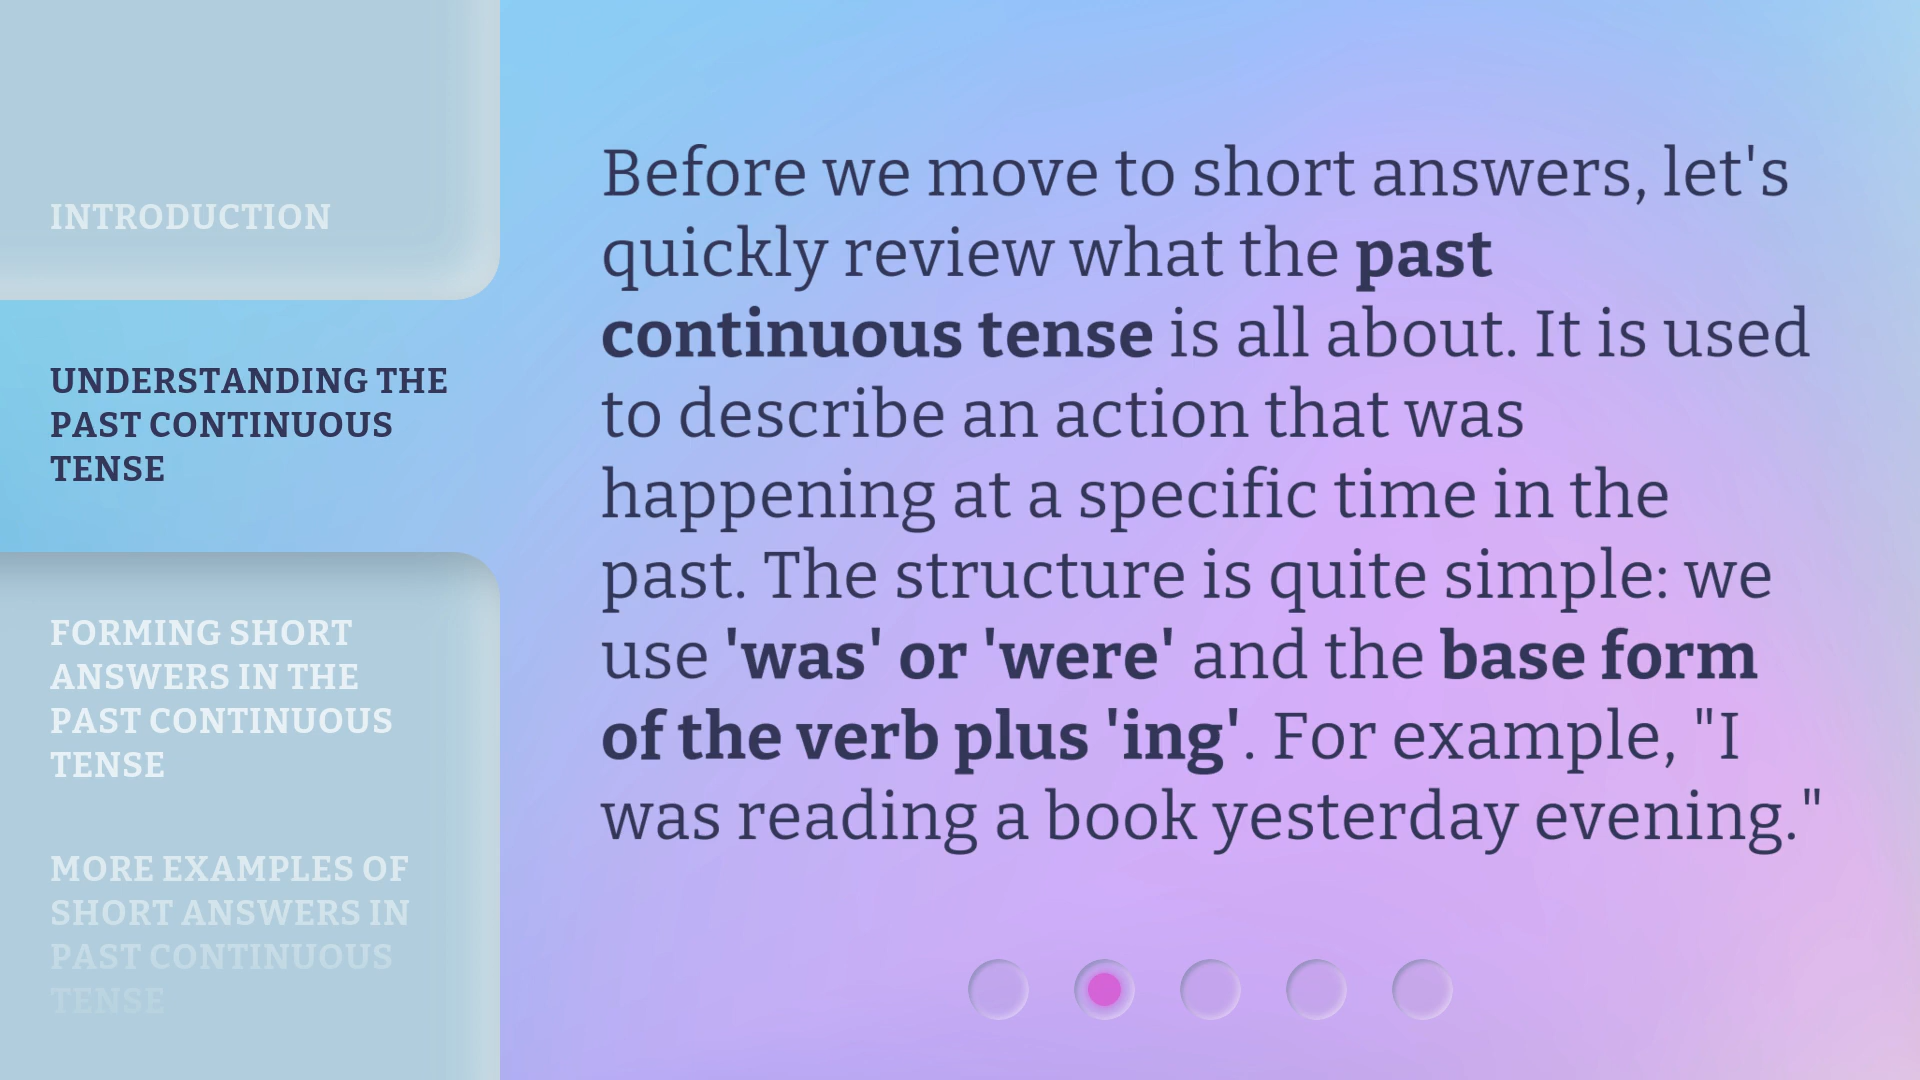 INTRODUCTION
UNDERSTANDING THE
PAST CONTINUOUS
TENSE
FORMING SHORT
ANSWERS IN THE
PAST CONTINUOUS
TENSE
MORE EXAMPLES OF
SHORT ANSWERS IN
PAST CONTINUOUS
TENSE
Before we move to short answers, let's
quickly review what the past
continuous tense is all about. It is used
to describe an action that was
happening at a specific time in the
past. The structure is quite simple: we
use 'was' or 'were' and the base form
of the verb plus 'ing'. For example, "I
was reading a book yesterday evening."